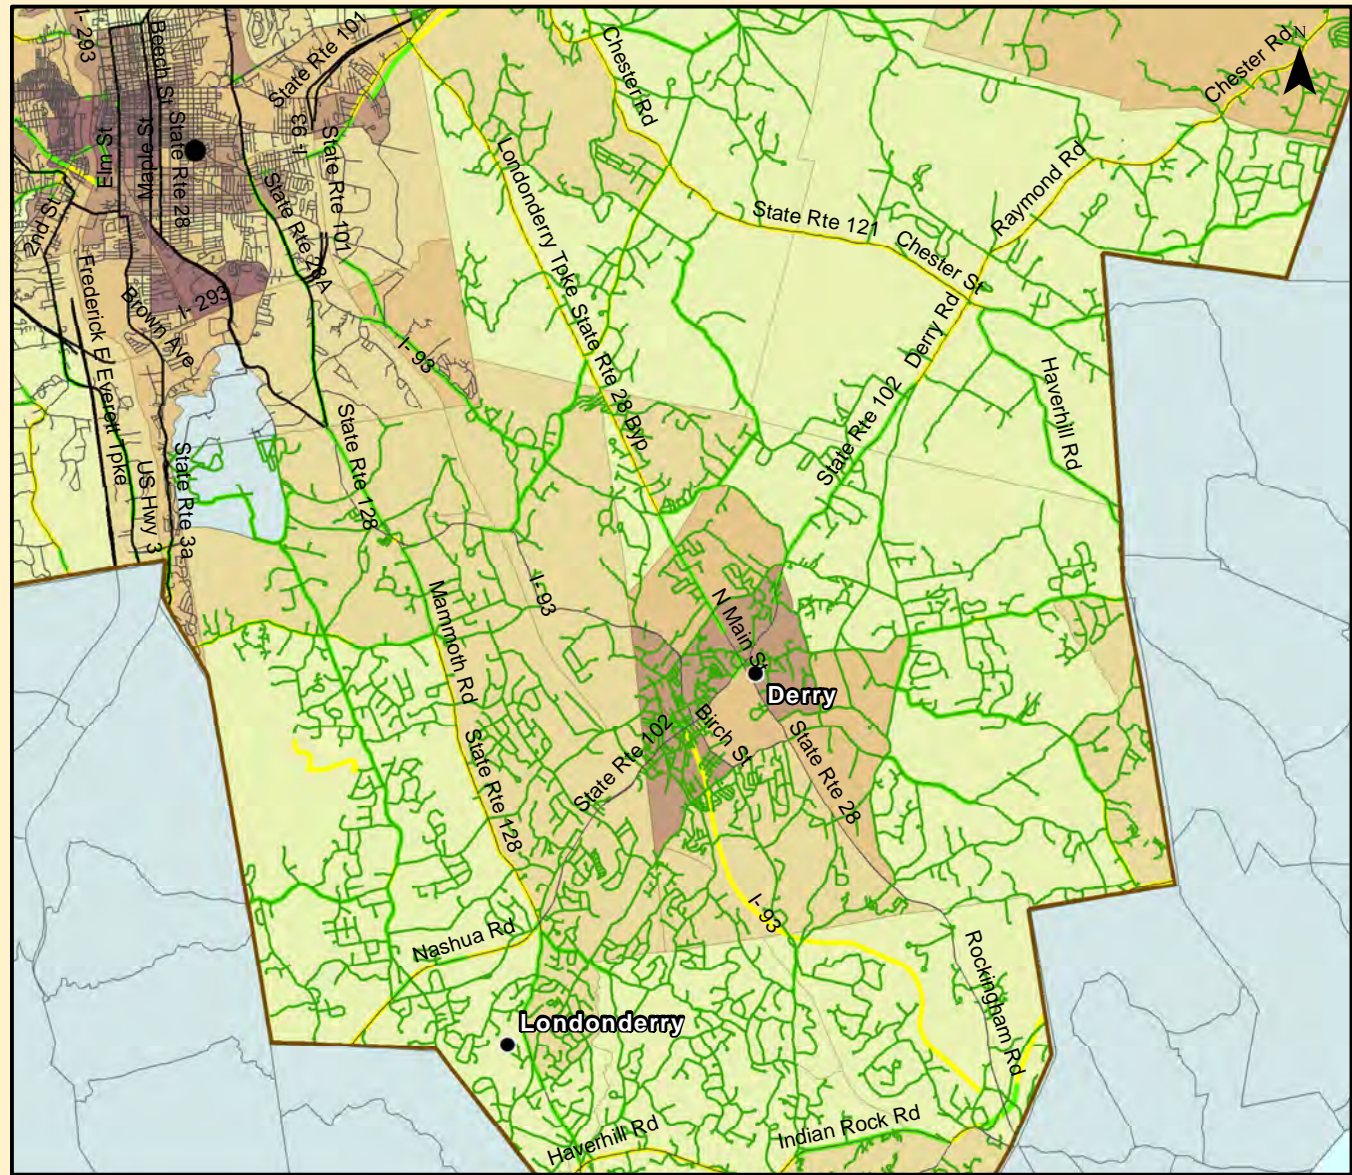 I-293
Beech St
State Rte 101
Chester Rd
Chester Rd
N
Elm St
Maple St
State Rte 28
I-93
State Rte 101
Londonderry Tpke
Raymond Rd
2nd St
State Rte 28A
State Rte 121
Chester St
Frederick E Everett Tpke
Brown Ave
I-293
I-93
State Rte 28 Byp
Derry Rd
State Rte 102
Haverhill Rd
US Hwy 3
State Rte 3a
State Rte 128
Mammoth Rd
I-93
N Main St
Derry
State Rte 102
Birch St
State Rte 28
State Rte 128
I-93
Nashua Rd
Rockingham Rd
Londonderry
Haverhill Rd
Indian Rock Rd